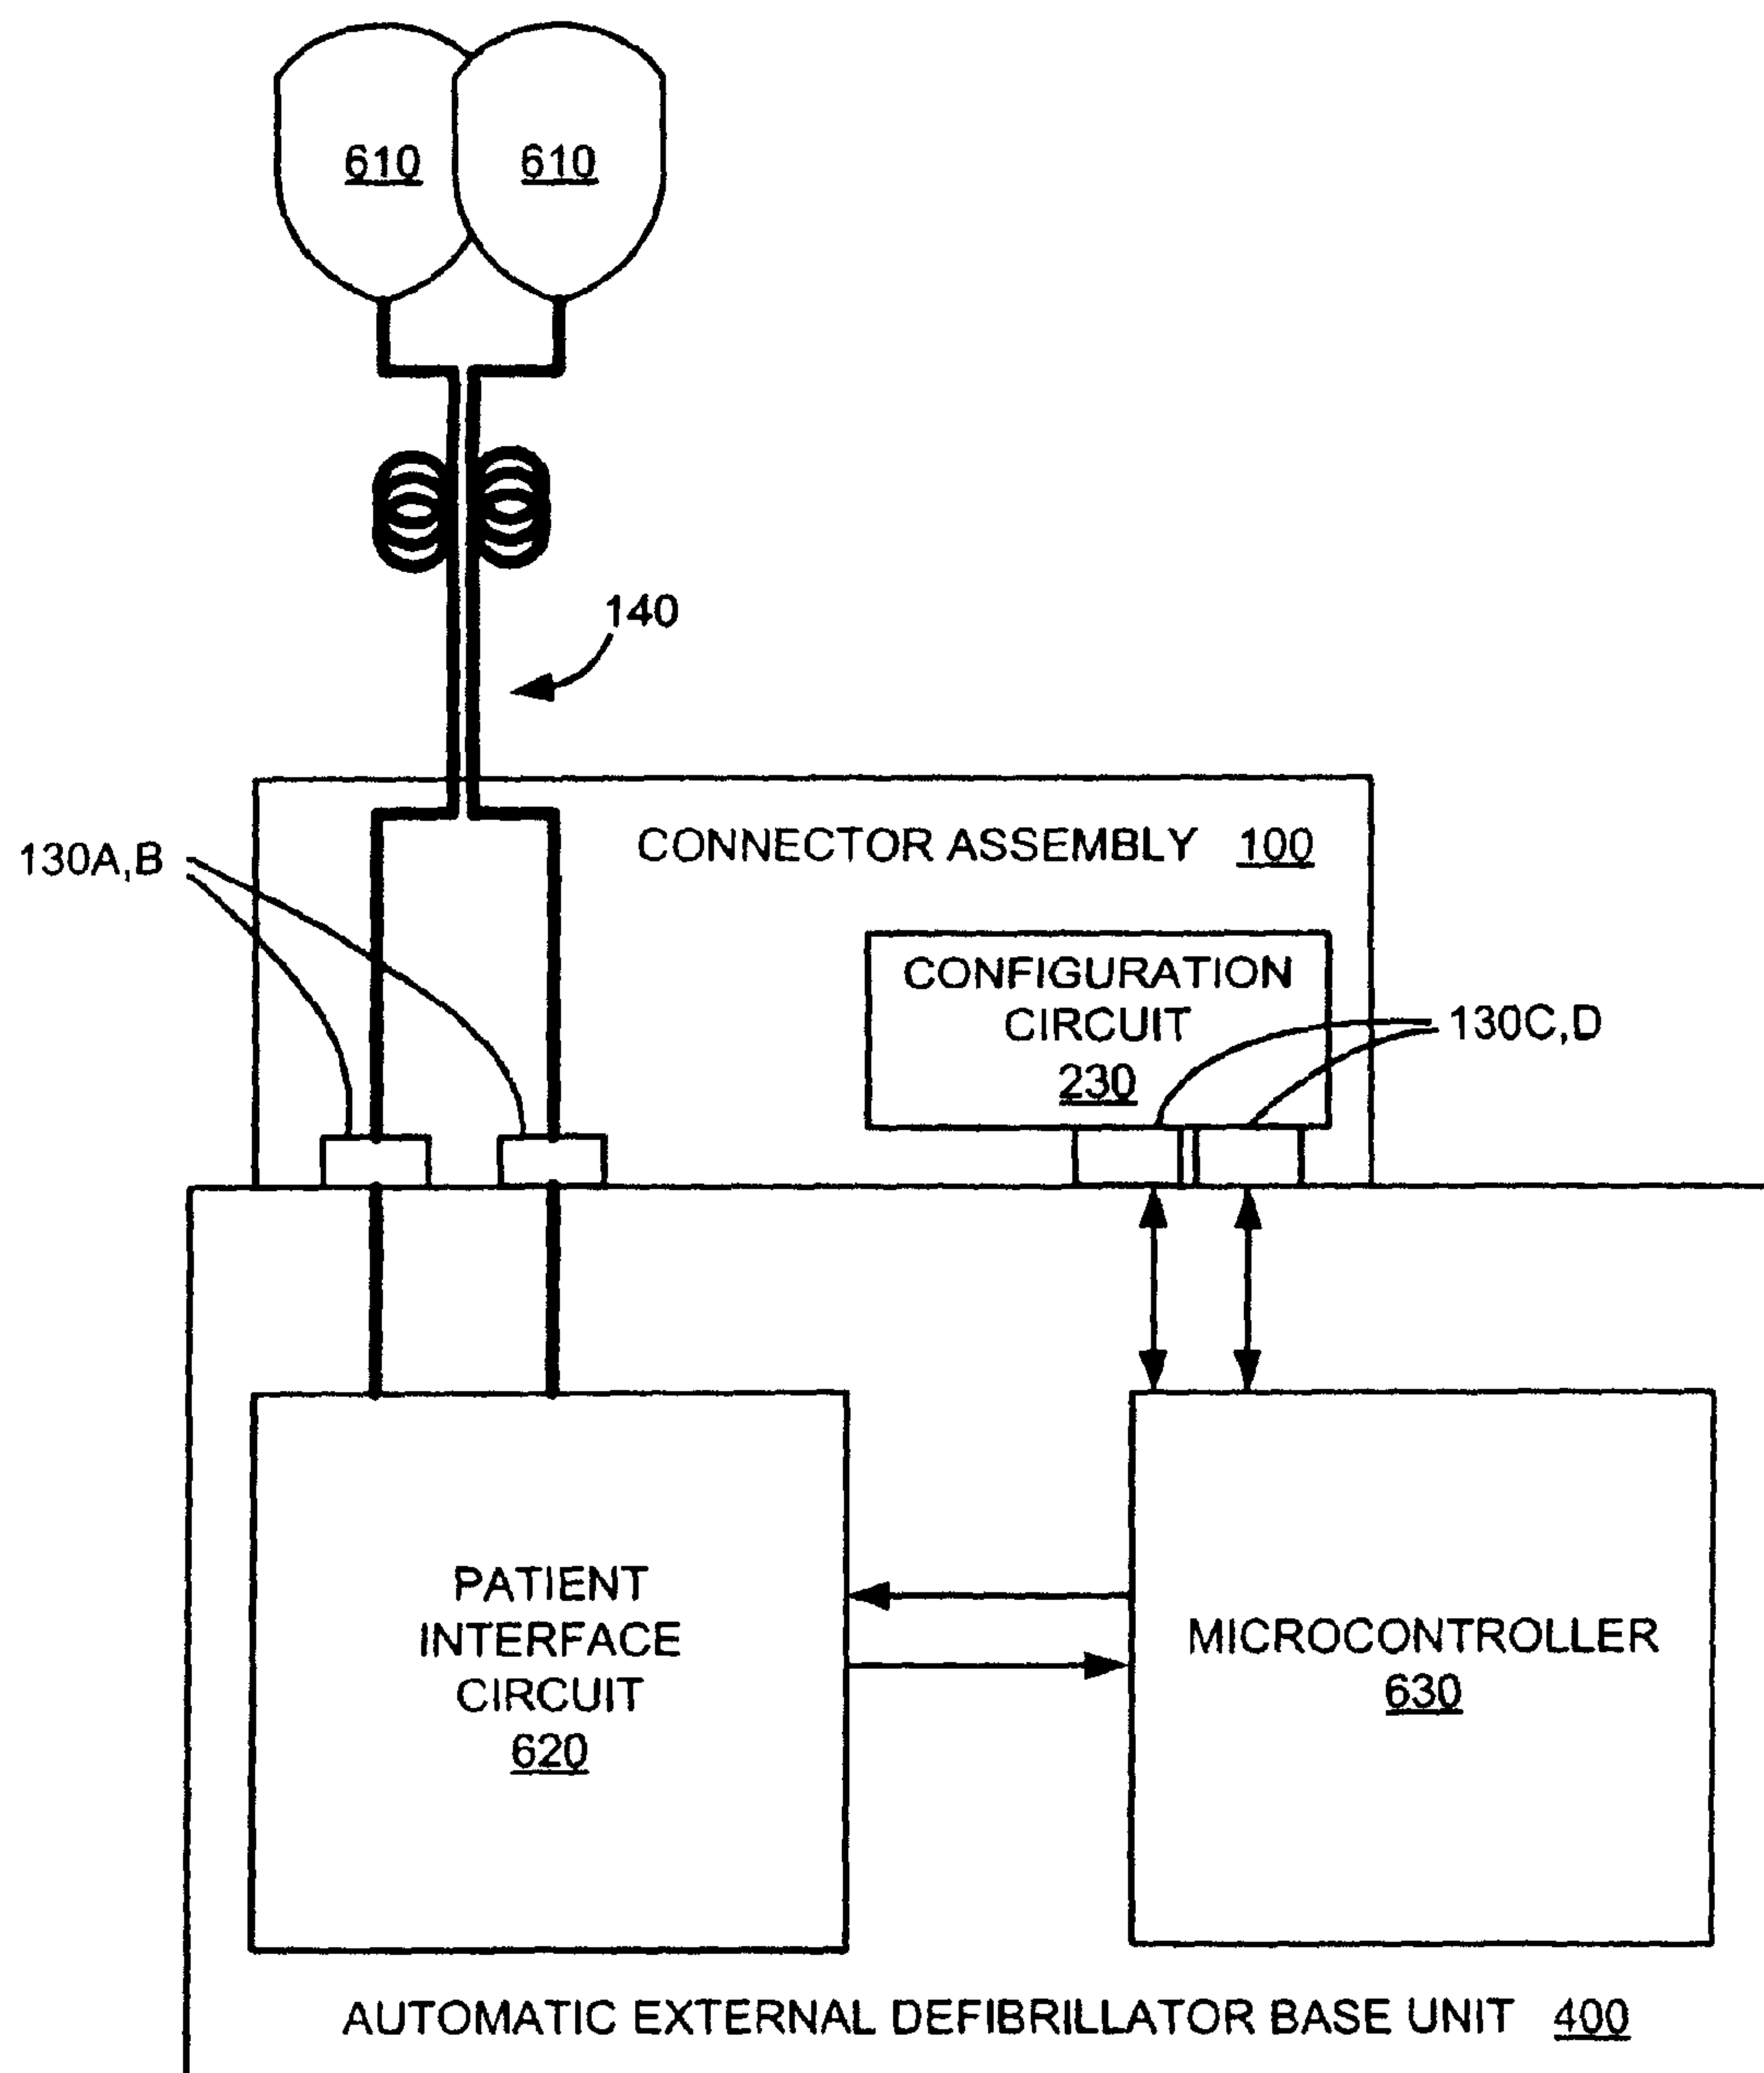 610 610
140
CONNECTOR ASSEMBLY 100
130A,B
CONFIGURATION
CIRCUIT
230
130C,D
PATIENT
INTERFACE
CIRCUIT
620
MICROCONTROLLER
630
AUTOMATIC EXTERNAL DEFIBRILLATOR BASE UNIT 400